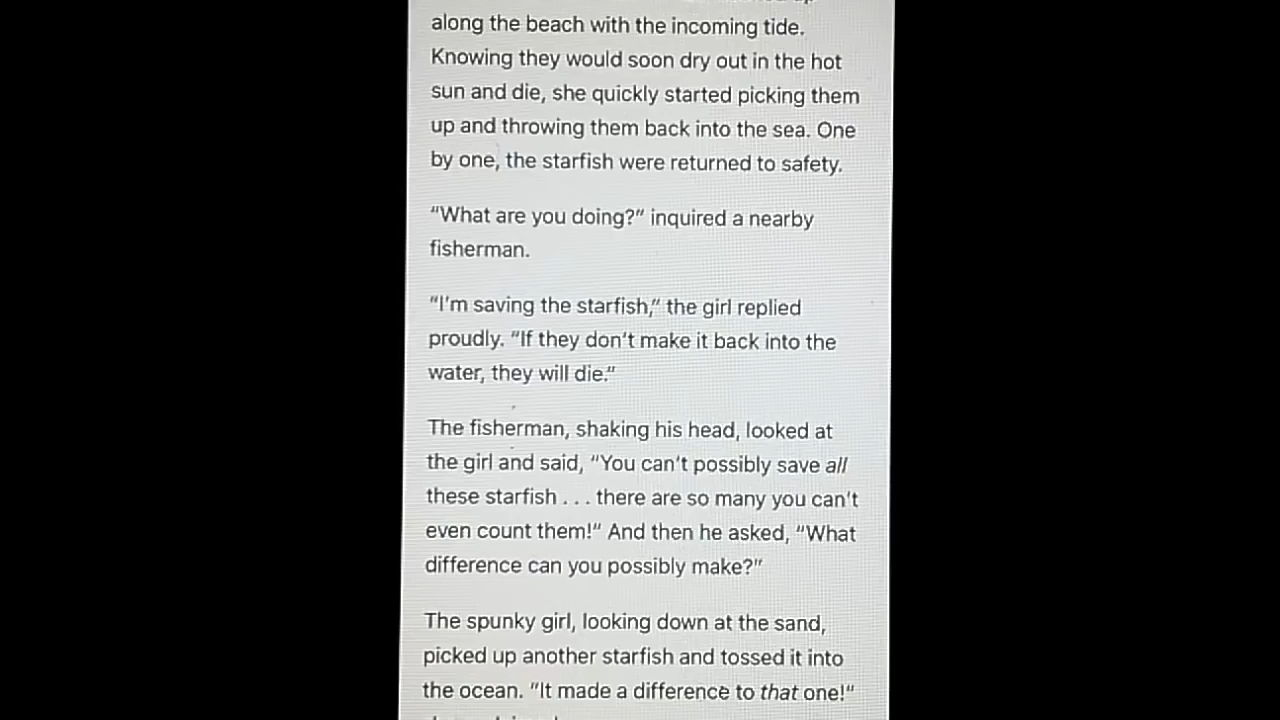 along the beach with the incoming tide.
Knowing they would soon dry out in the hot
sun and die, she quickly started picking them
up and throwing them back into the sea. One
by one, the starfish were returned to safety.
“What are you doing?” inquired a nearby
fisherman.
“I’m saving the starfish,” the girl replied
proudly. “If they don’t make it back into the
water, they will die.”
The fisherman, shaking his head, looked at
the girl and said, “You can’t possibly save all
these starfish . . . there are so many you can’t
even count them!” And then he asked, “What
difference can you possibly make?”
The spunky girl, looking down at the sand,
picked up another starfish and tossed it into
the ocean. “It made a difference to that one!”